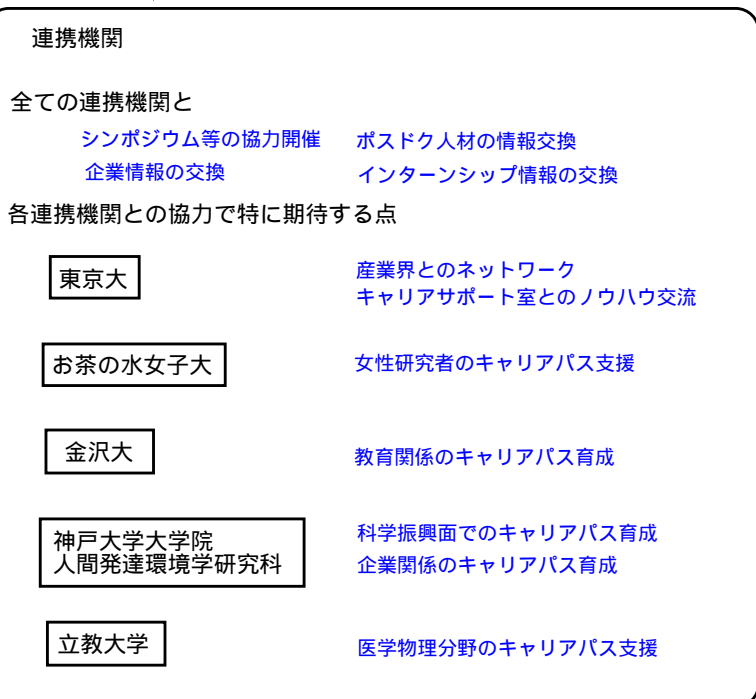 連携機関
全ての連携機関と
シンポジウム等の協力開催
ポスドク人材の情報交換
企業情報の交換
インターンシップ情報の交換
各連携機関との協力で特に期待する点
東京大
産業界とのネットワーク
キャリアサポート室とのノウハウ交流
お茶の水女子大
女性研究者のキャリアパス支援
金沢大
教育関係のキャリアパス育成
神戸大学大学院
人間発達環境学研究科
科学振興面でのキャリアパス育成
企業関係のキャリアパス育成
立教大学
医学物理分野のキャリアパス支援